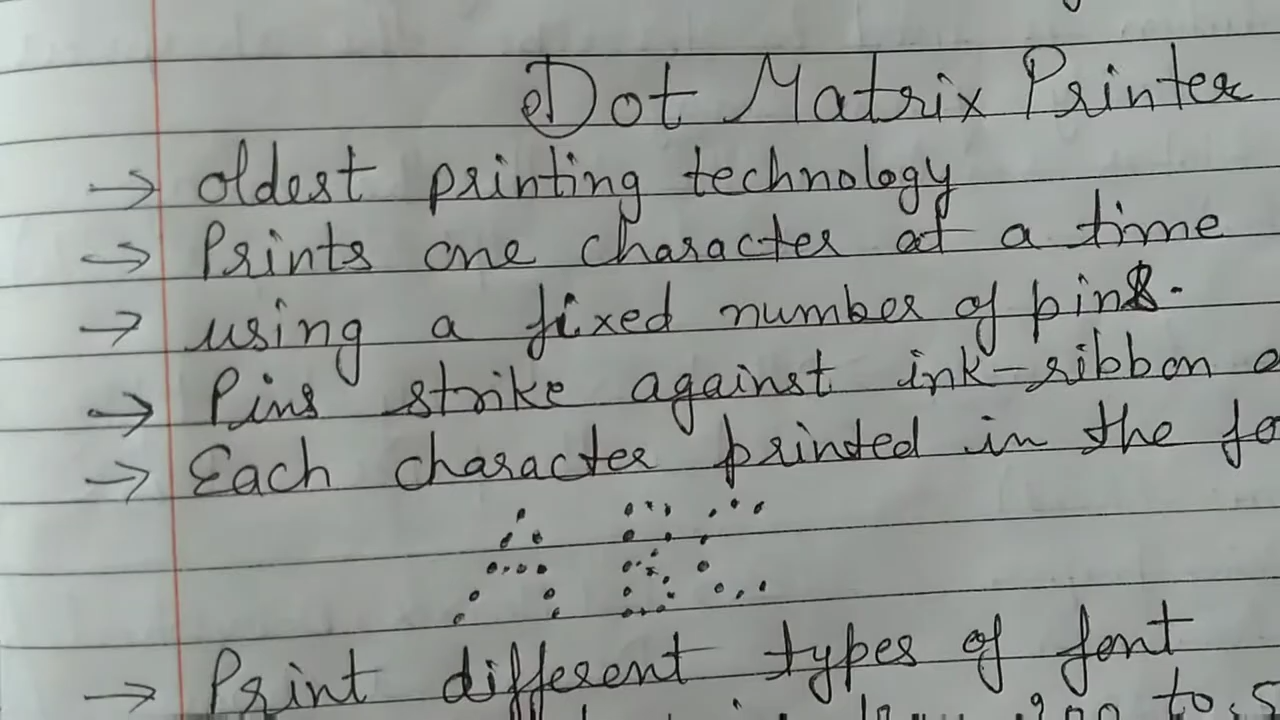 Dot Matrix Printer
→ Oldest printing technology
→ Prints one character at a time
→ using a fixed number of pins.
→ Pins strike against ink-ribbon
→ Each character printed in the
A B C
→ Print different types of font
to